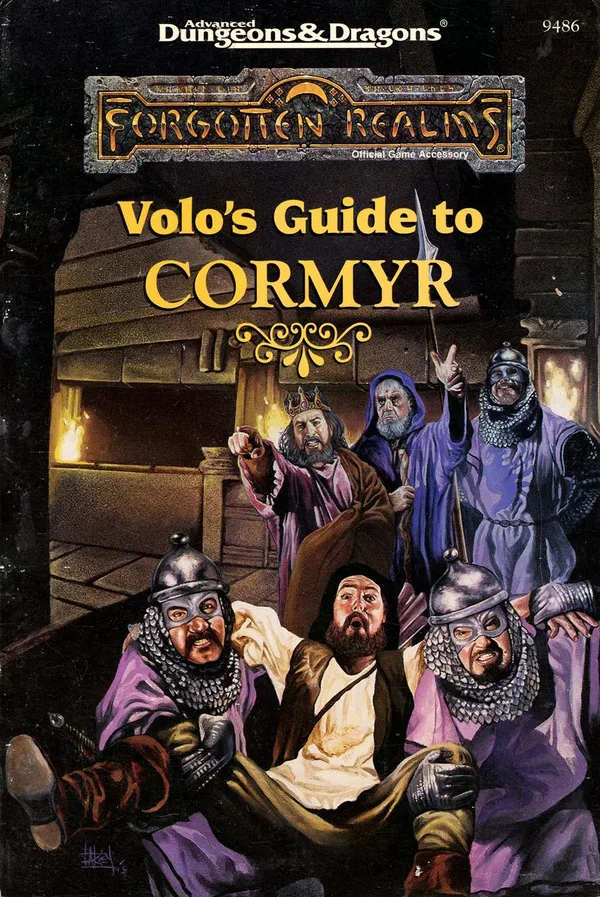 Advanced
Dungeons & Dragons®
9486
FORGOTTEN REALMS®
Official Game Accessory
Volo's Guide to
CORMYR